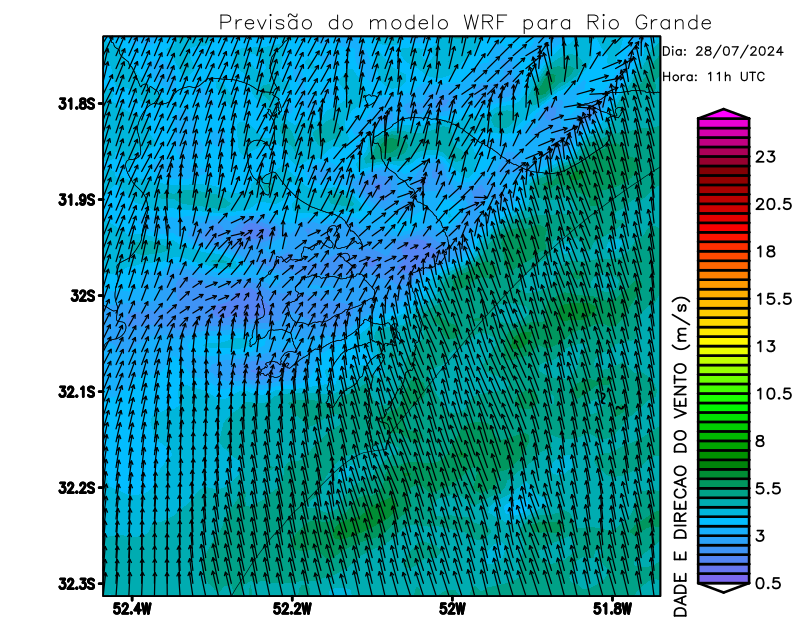 Previsão do modelo WRF para Rio Grande
Dia: 28/07/2024
Hora: 11h UTC
31.8S
31.9S
32S
32.1S
32.2S
32.3S
52.4W
52.2W
52W
51.8W
DADE E DIRECAO DO VENTO (m/s)
23
20.5
18
15.5
13
10.5
8
5.5
3
0.5